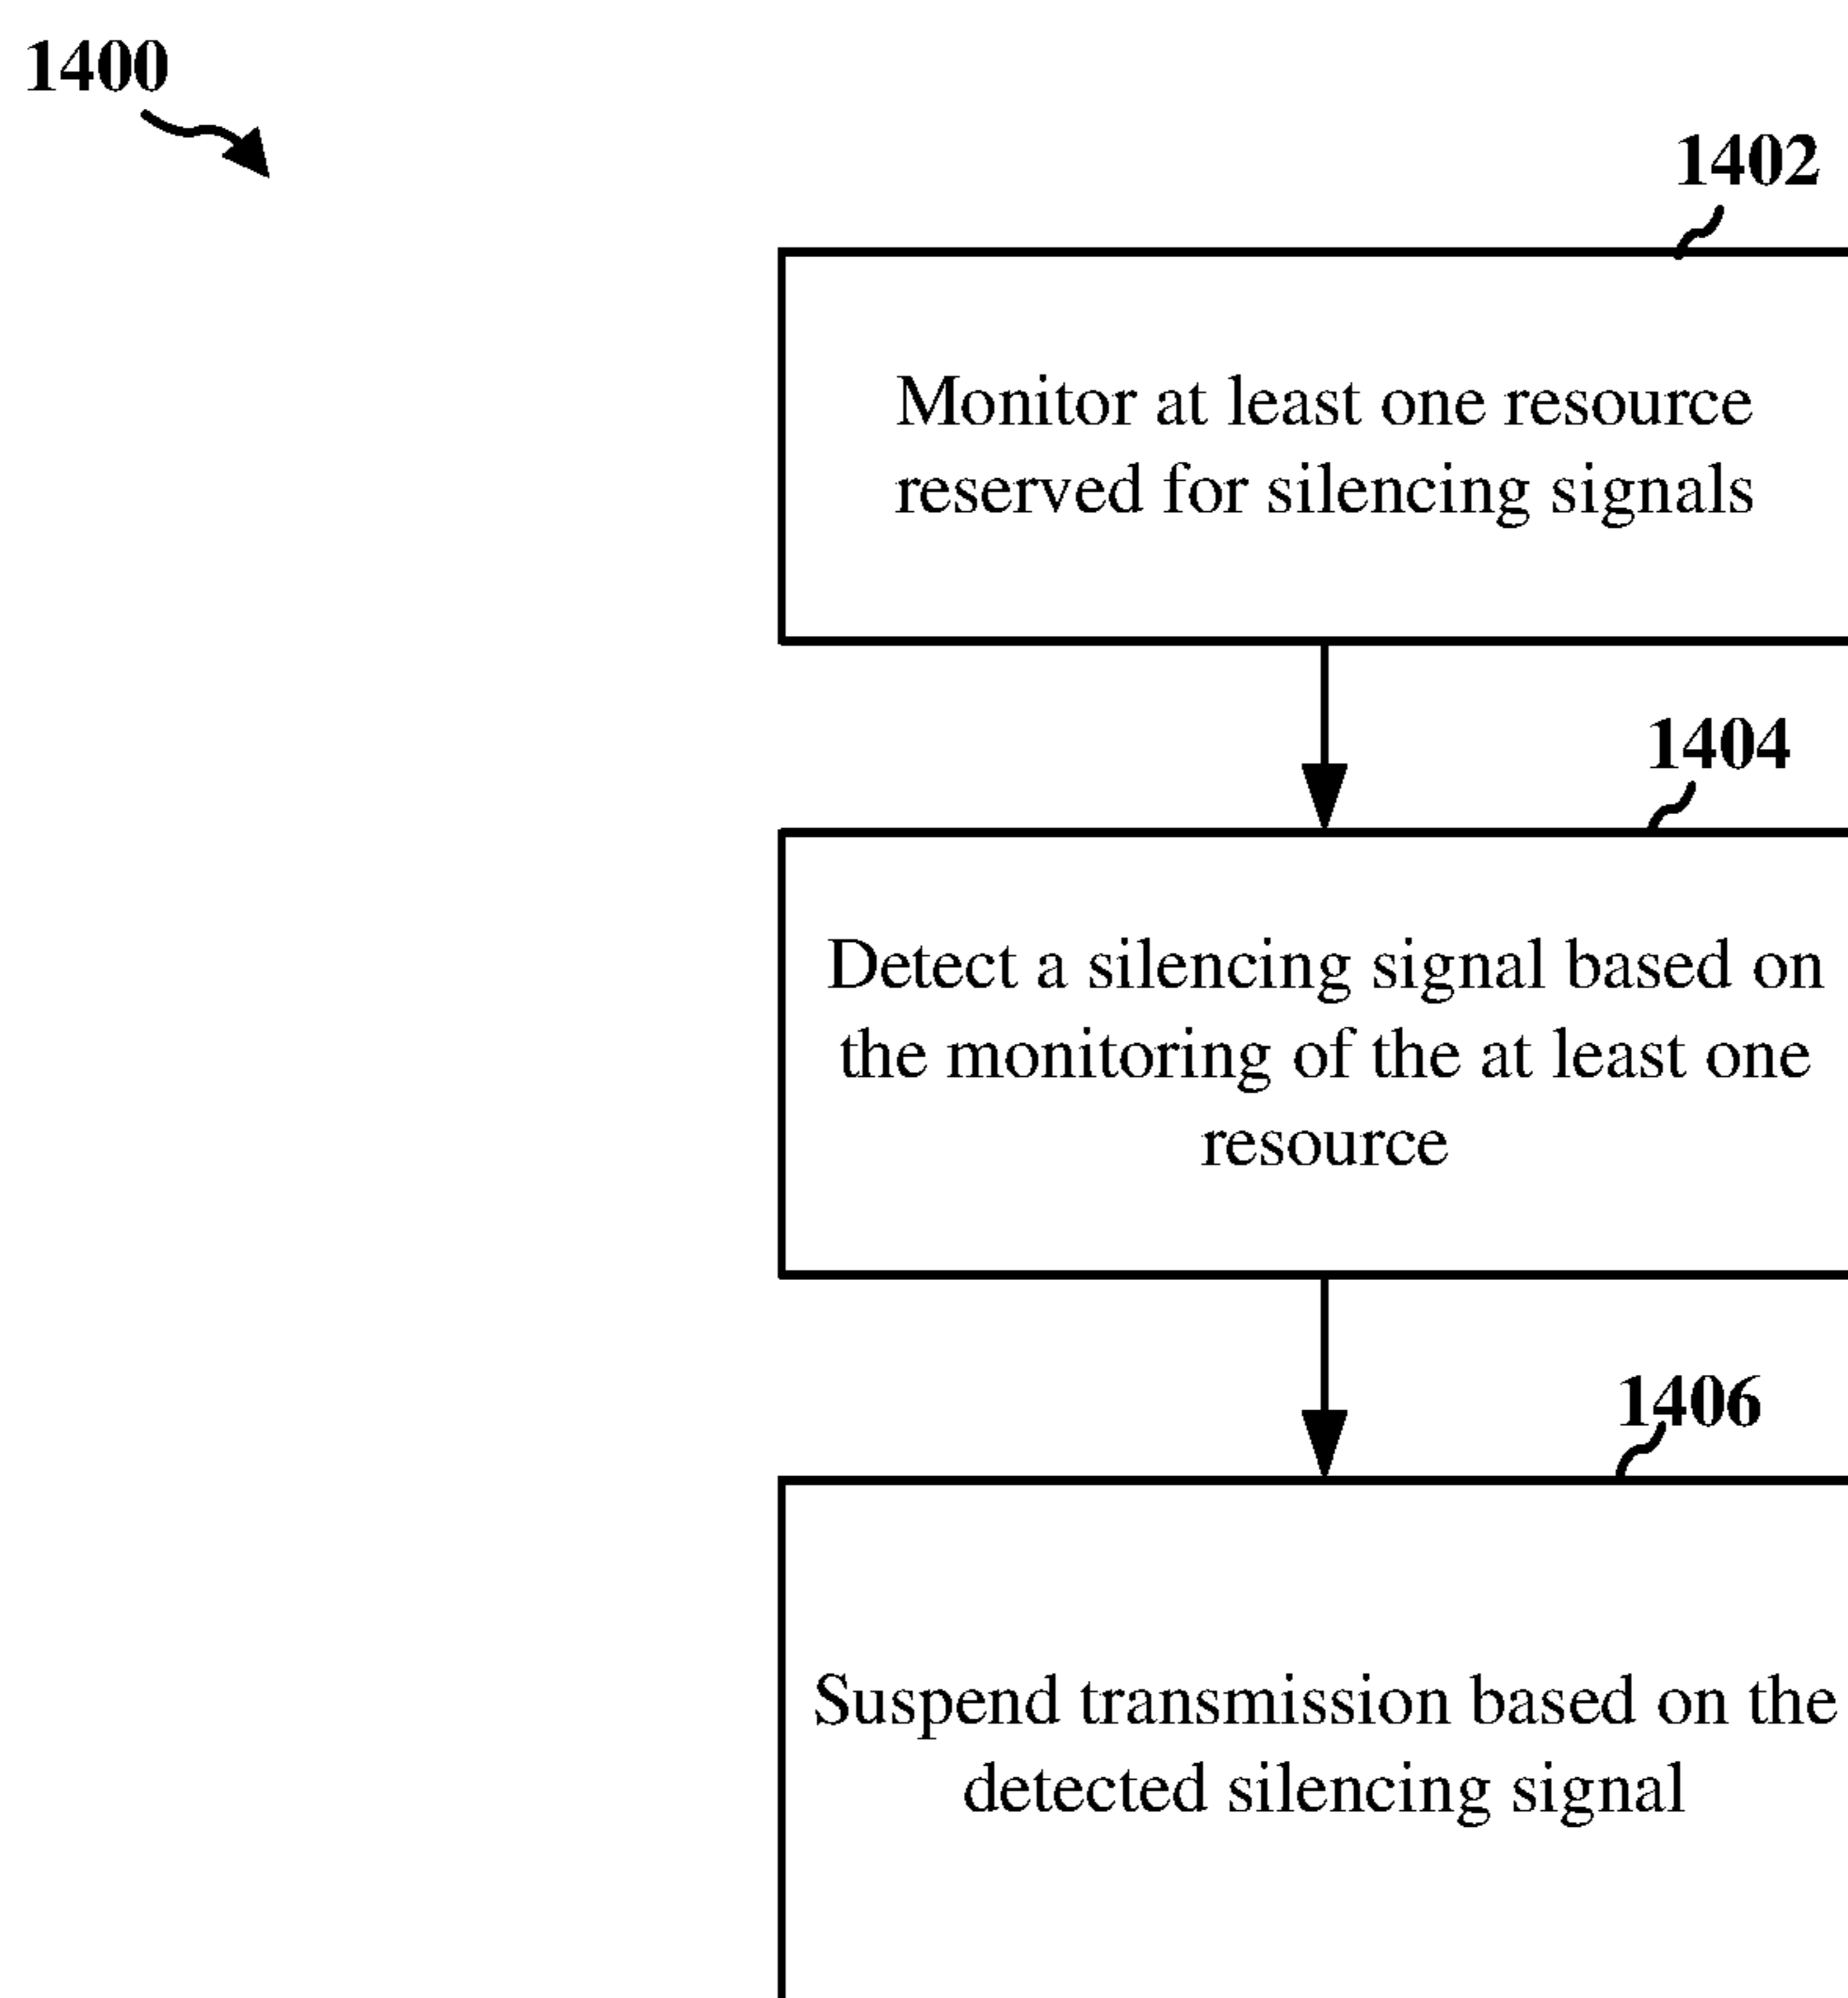 1400
1402
Monitor at least one resource
reserved for silencing signals
1404
Detect a silencing signal based on
the monitoring of the at least one
resource
1406
Suspend transmission based on the
detected silencing signal